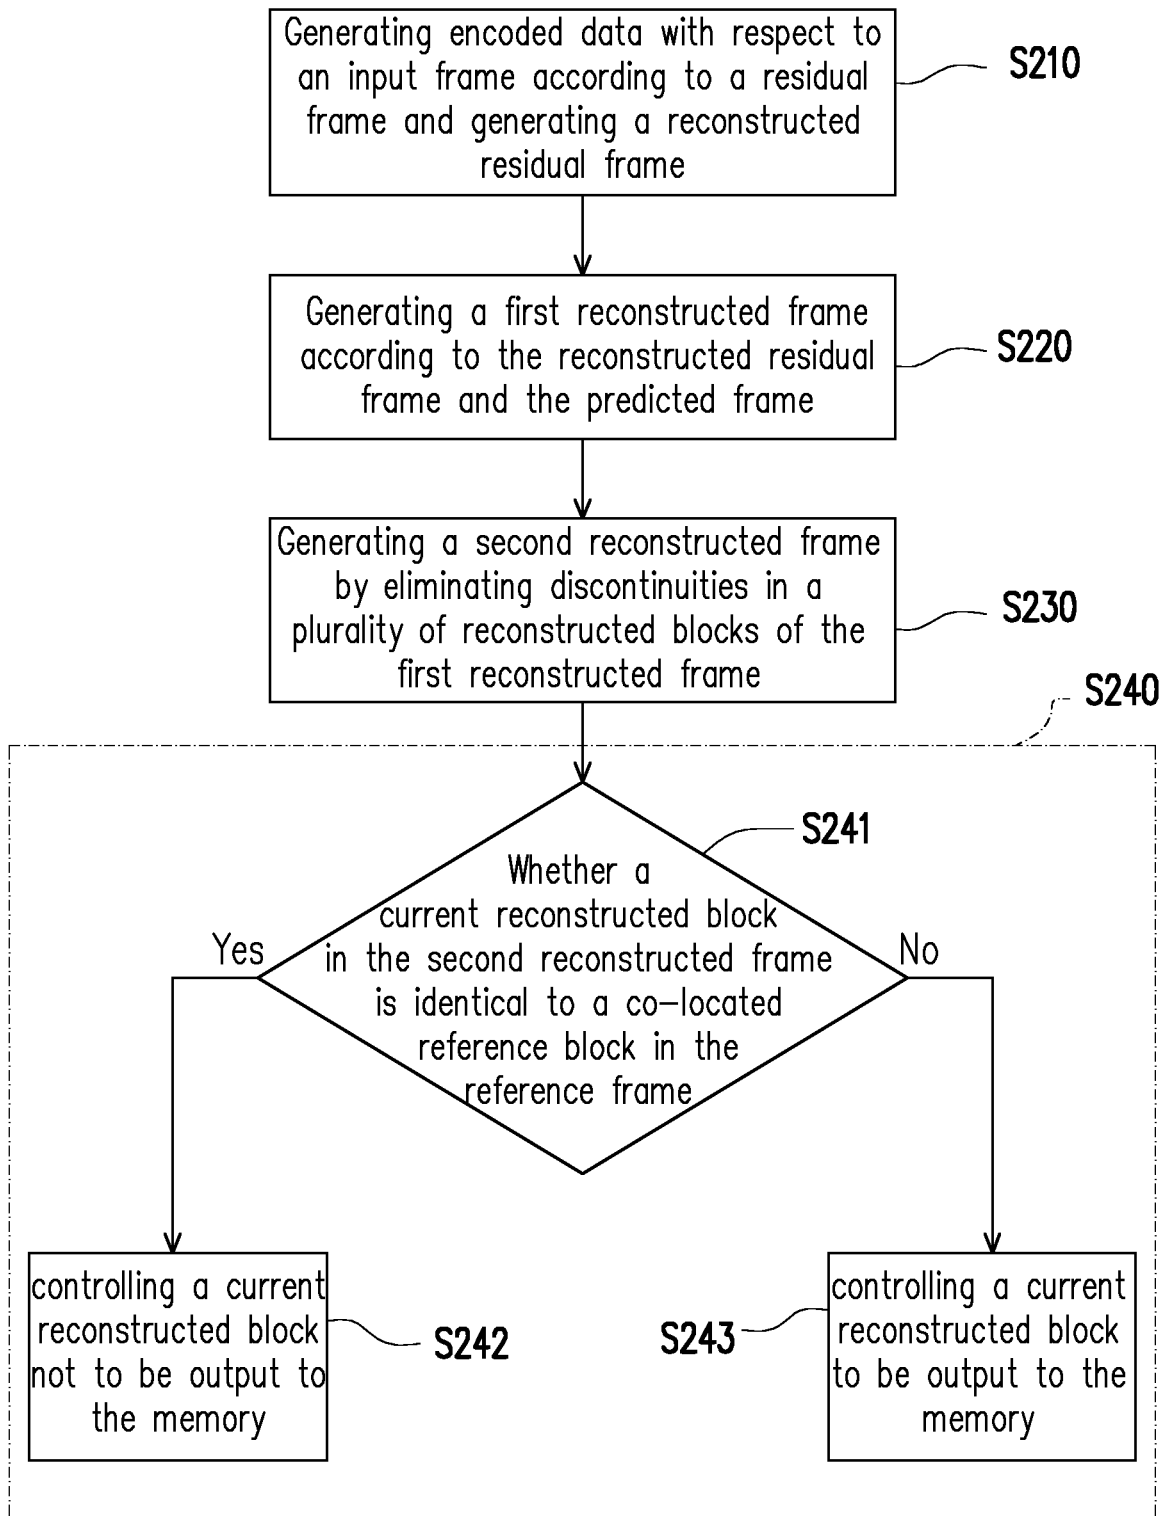 Generating encoded data with respect to
an input frame according to a residual
frame and generating a reconstructed
residual frame
S210
Generating a first reconstructed frame
according to the reconstructed residual
frame and the predicted frame
S220
Generating a second reconstructed frame
by eliminating discontinuities in a
plurality of reconstructed blocks of the
first reconstructed frame
S230
S240
S241
Whether a
current reconstructed block
in the second reconstructed frame
is identical to a co-located
reference block in the
reference frame
Yes
No
controlling a current
reconstructed block
not to be output to
the memory
S242
S243
controlling a current
reconstructed block
to be output to the
memory